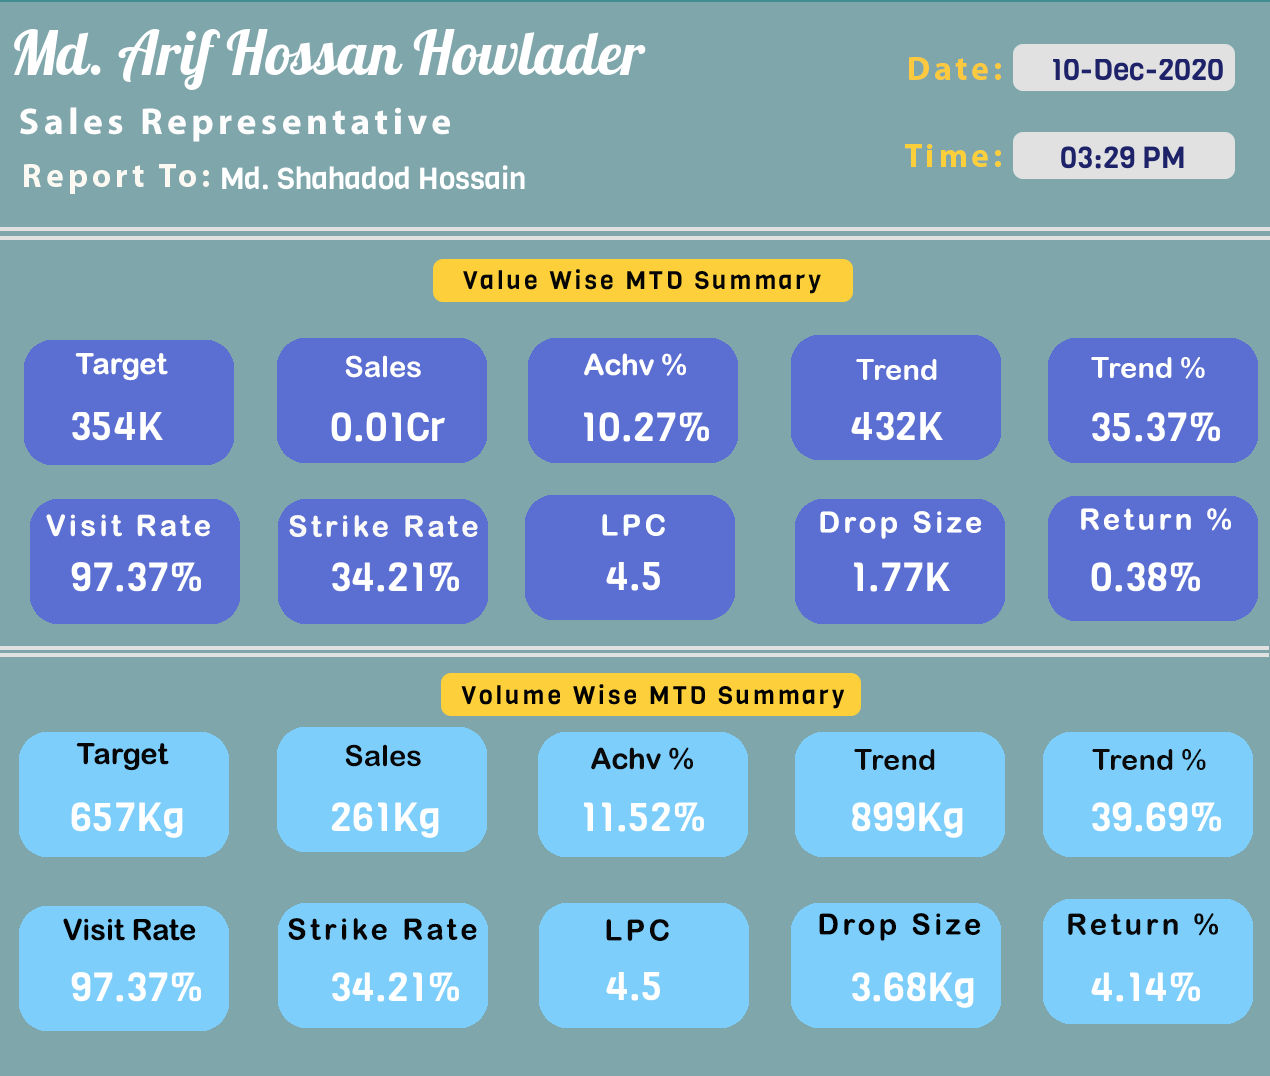 Md. Arif Hossan Howlader
Sales Representative
Report To: Md. Shahadod Hossain
Date: 10-Dec-2020
Time: 03:29 PM
Value Wise MTD Summary
Target Sales Achv % Trend Trend %
354K 0.01Cr 10.27% 432K 35.37%
Visit Rate Strike Rate LPC Drop Size Return %
97.37% 34.21% 4.5 1.77K 0.38%
Volume Wise MTD Summary
Target Sales Achv % Trend Trend %
657Kg 261Kg 11.52% 899Kg 39.69%
Visit Rate Strike Rate LPC Drop Size Return %
97.37% 34.21% 4.5 3.68Kg 4.14%